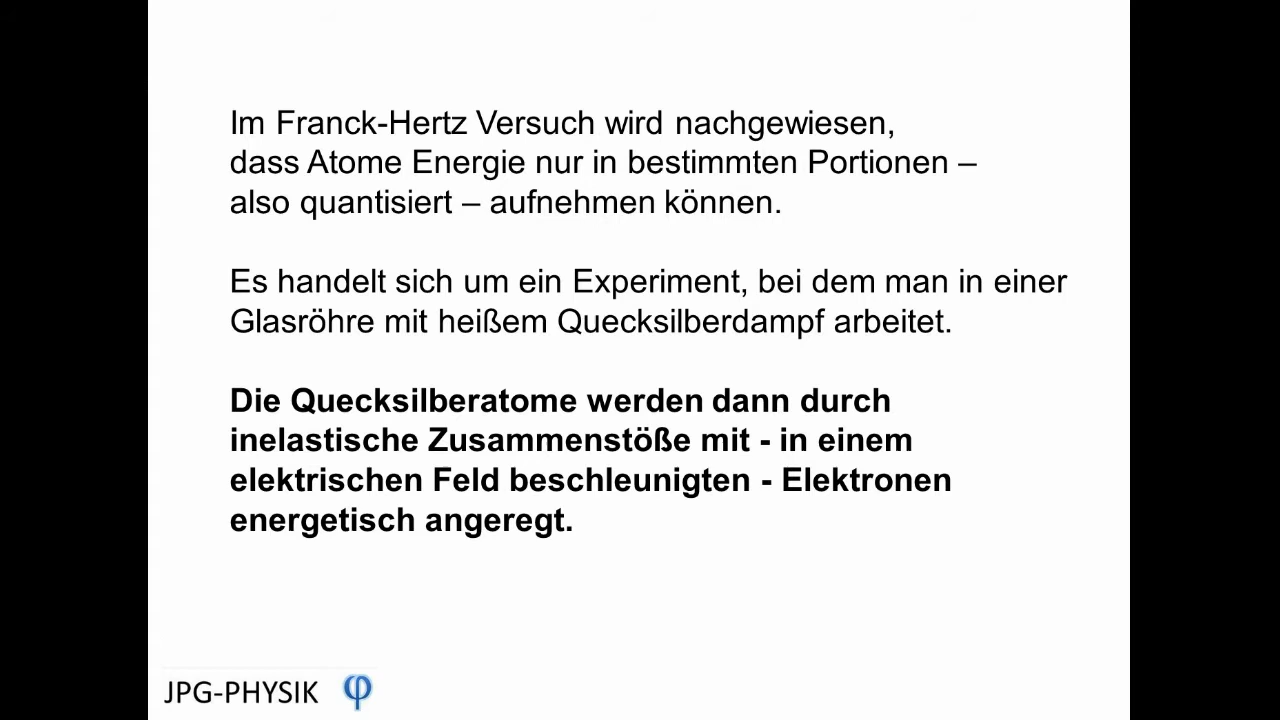 Im Franck-Hertz Versuch wird nachgewiesen,
dass Atome Energie nur in bestimmten Portionen –
also quantisiert – aufnehmen können.
Es handelt sich um ein Experiment, bei dem man in einer
Glasröhre mit heißem Quecksilberdampf arbeitet.
Die Quecksilberatome werden dann durch
inelastische Zusammenstöße mit - in einem
elektrischen Feld beschleunigten - Elektronen
energetisch angeregt.
JPG-PHYSIK φ